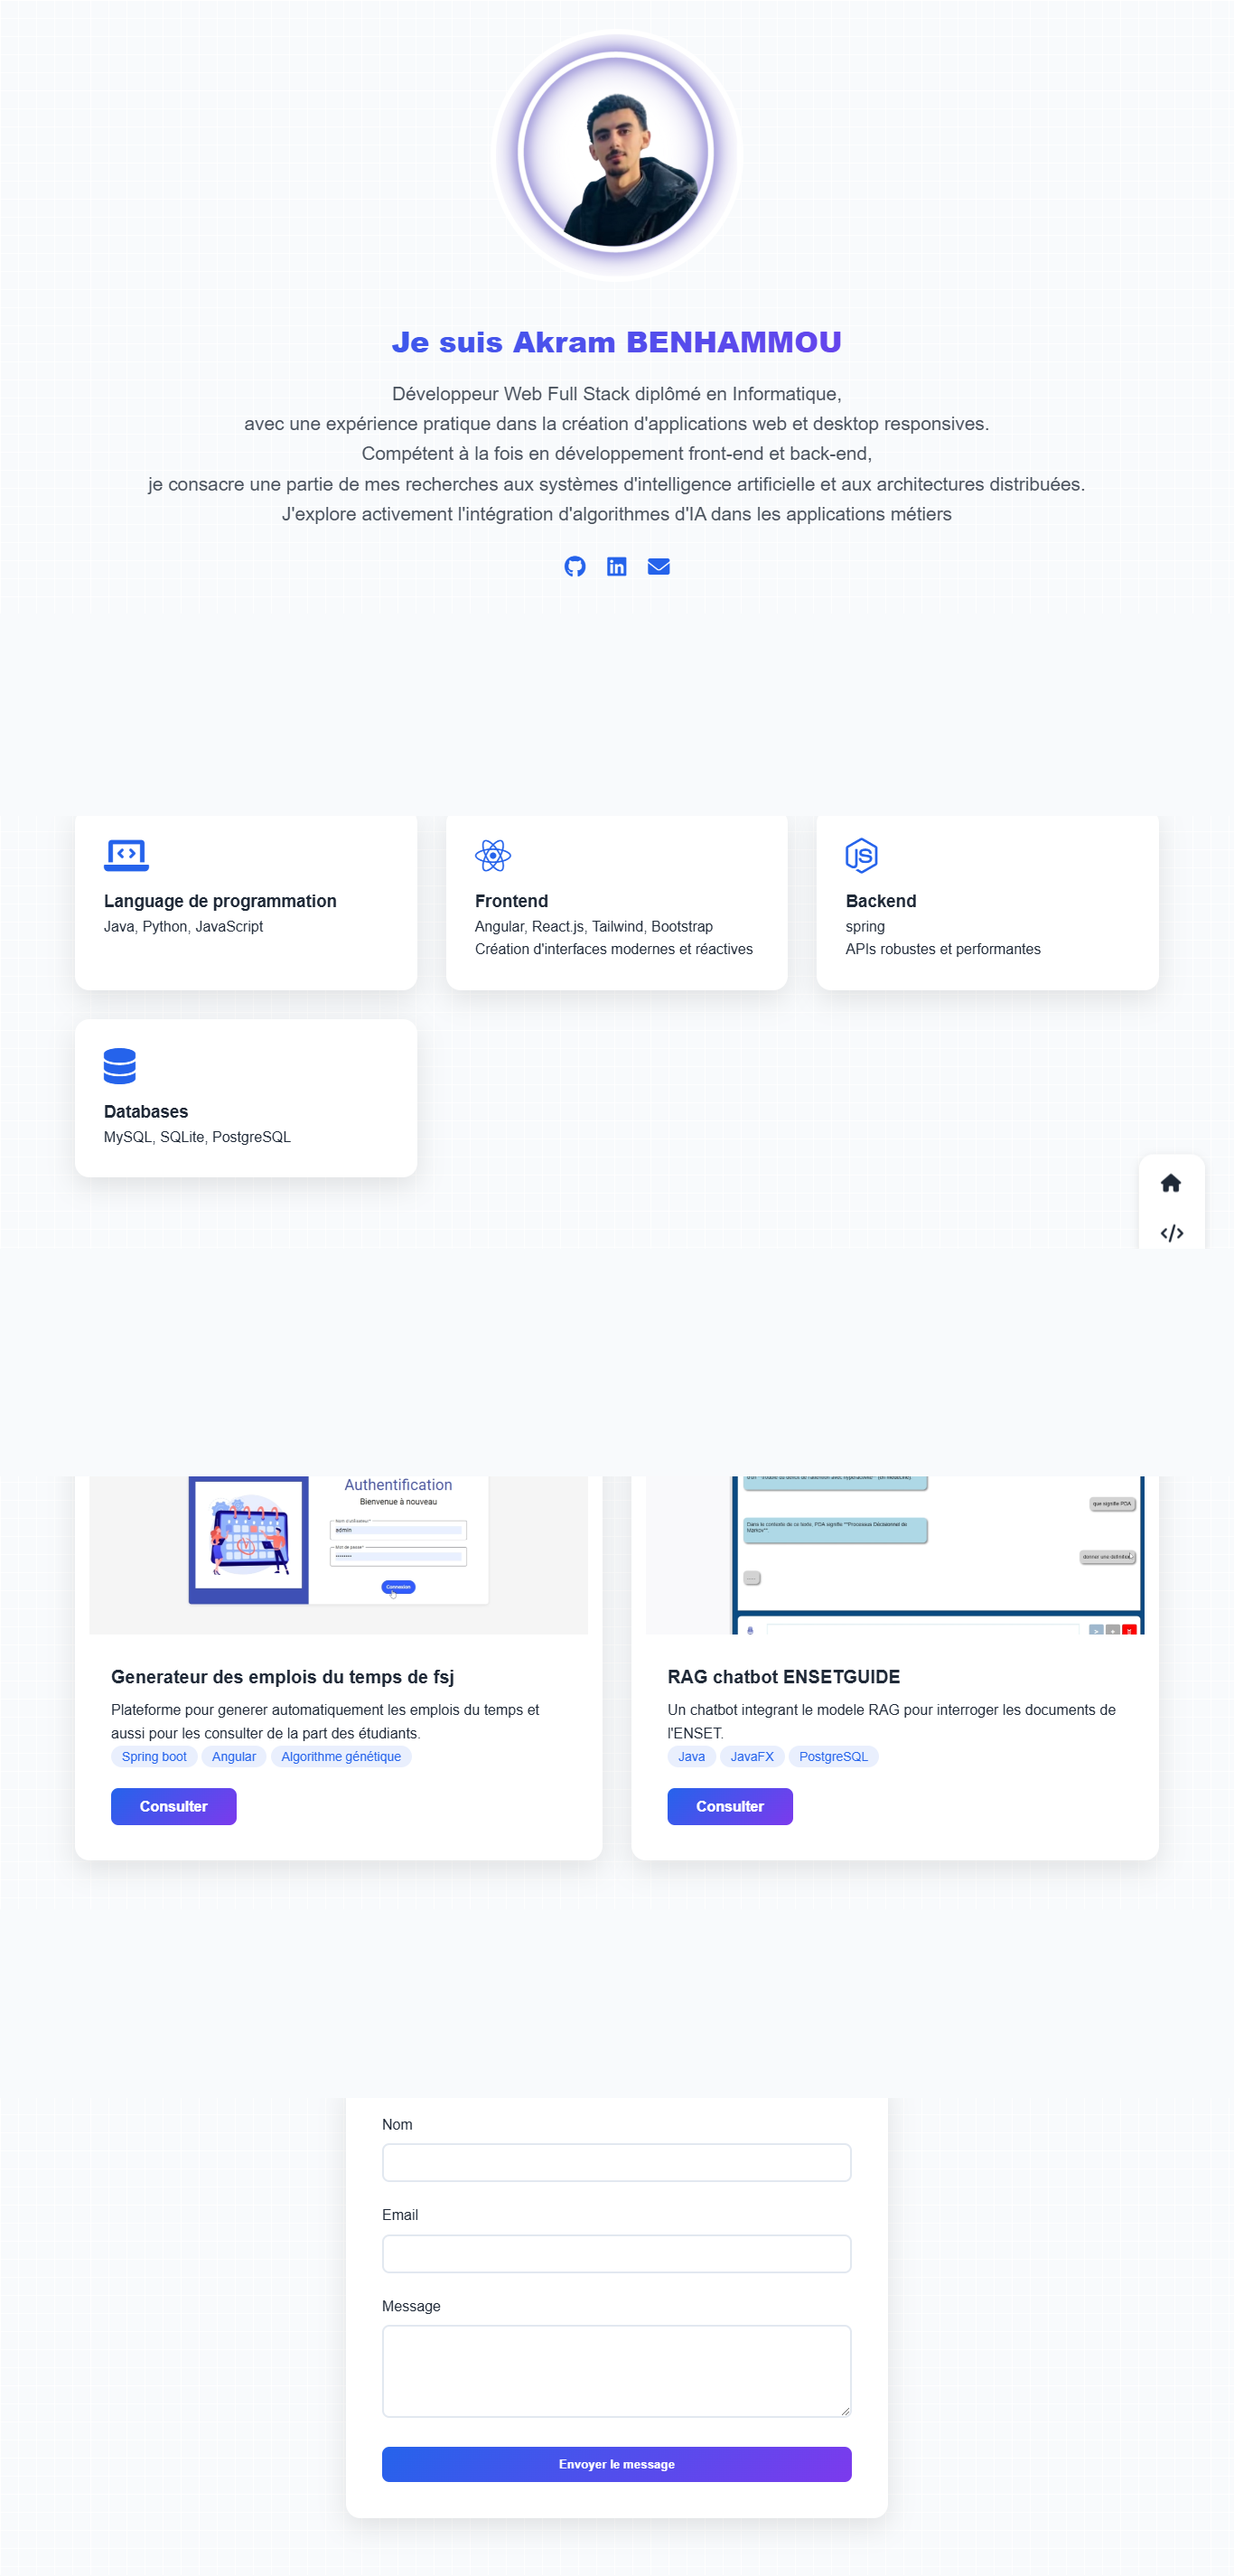 Je suis Akram BENHAMMOU
Développeur Web Full Stack diplômé en Informatique,
avec une expérience pratique dans la création d'applications web et desktop responsives.
Compétent à la fois en développement front-end et back-end,
je consacre une partie de mes recherches aux systèmes d'intelligence artificielle et aux architectures distribuées.
J'explore activement l'intégration d'algorithmes d'IA dans les applications métiers
Language de programmation
Java, Python, JavaScript
Frontend
Angular, React.js, Tailwind, Bootstrap
Création d'interfaces modernes et réactives
Backend
spring
APIs robustes et performantes
Databases
MySQL, SQLite, PostgreSQL
Authentification
Bienvenue à nouveau
Nom d'utilisateur*
admin
Mot de passe*
Connexion
que signifie PDA
Dans le contexte de ce texte, PDA signifie **Processus Décisionnel de
Markov**.
donner une definition
Generateur des emplois du temps de fsj
Plateforme pour generer automatiquement les emplois du temps et
aussi pour les consulter de la part des étudiants.
Spring boot
Angular
Algorithme génétique
Consulter
RAG chatbot ENSETGUIDE
Un chatbot integrant le modele RAG pour interroger les documents de
l'ENSET.
Java
JavaFX
PostgreSQL
Consulter
Nom
Email
Message
Envoyer le message